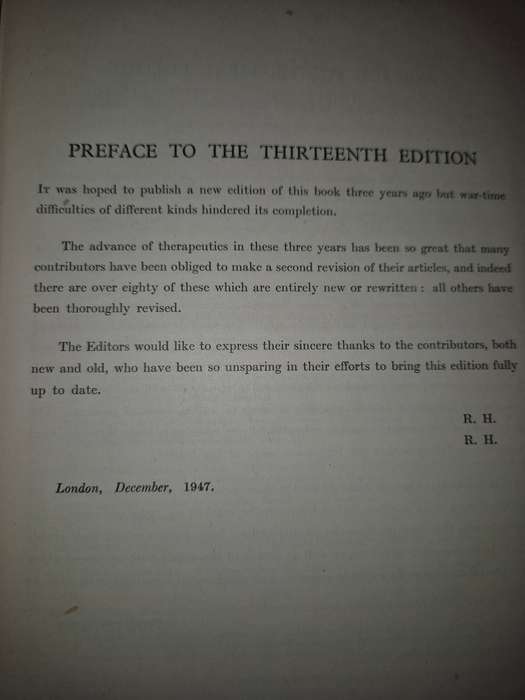 PREFACE TO THE THIRTEENTH EDITION
It was hoped to publish a new edition of this book three years ago but war-time
difficulties of different kinds hindered its completion.
The advance of therapeutics in these three years has been so great that many
contributors have been obliged to make a second revision of their articles, and indeed
there are over eighty of these which are entirely new or rewritten : all others have
been thoroughly revised.
The Editors would like to express their sincere thanks to the contributors, both
new and old, who have been so unsparing in their efforts to bring this edition fully
up to date.
R. H.
R. H.
London, December, 1947.